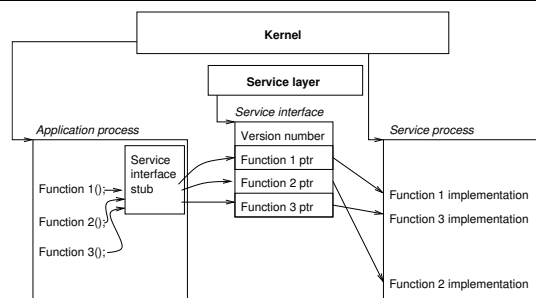 Kernel
Service layer
Service interface
Application process
Service process
Version number
Service
interface
stub
Function 1 ptr
Function 2 ptr
Function 3 ptr
Function 1();
Function 2();
Function 3();
Function 1 implementation
Function 3 implementation
Function 2 implementation